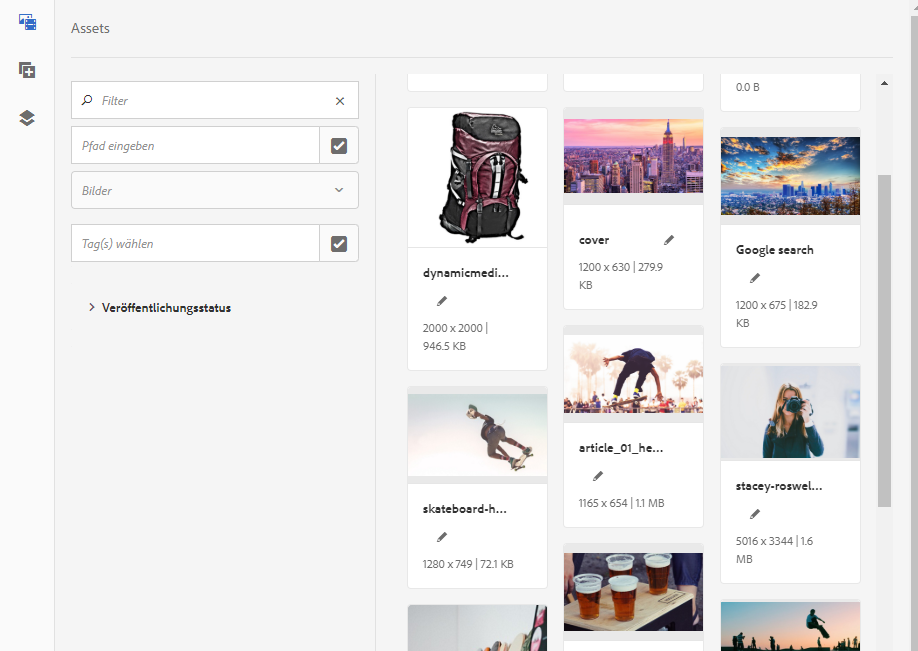 Assets
Filter
Pfad eingeben
Bilder
Tag(s) wählen
Veröffentlichungsstatus
dynamicmedi...
2000 x 2000 |
946.5 KB
skateboard-h...
1280 x 749 | 72.1 KB
cover
1200 x 630 | 279.9
KB
article_01_he...
1165 x 654 | 1.1 MB
0.0 B
Google search
1200 x 675 | 182.9
KB
stacey-roswel...
5016 x 3344 | 1.6
MB